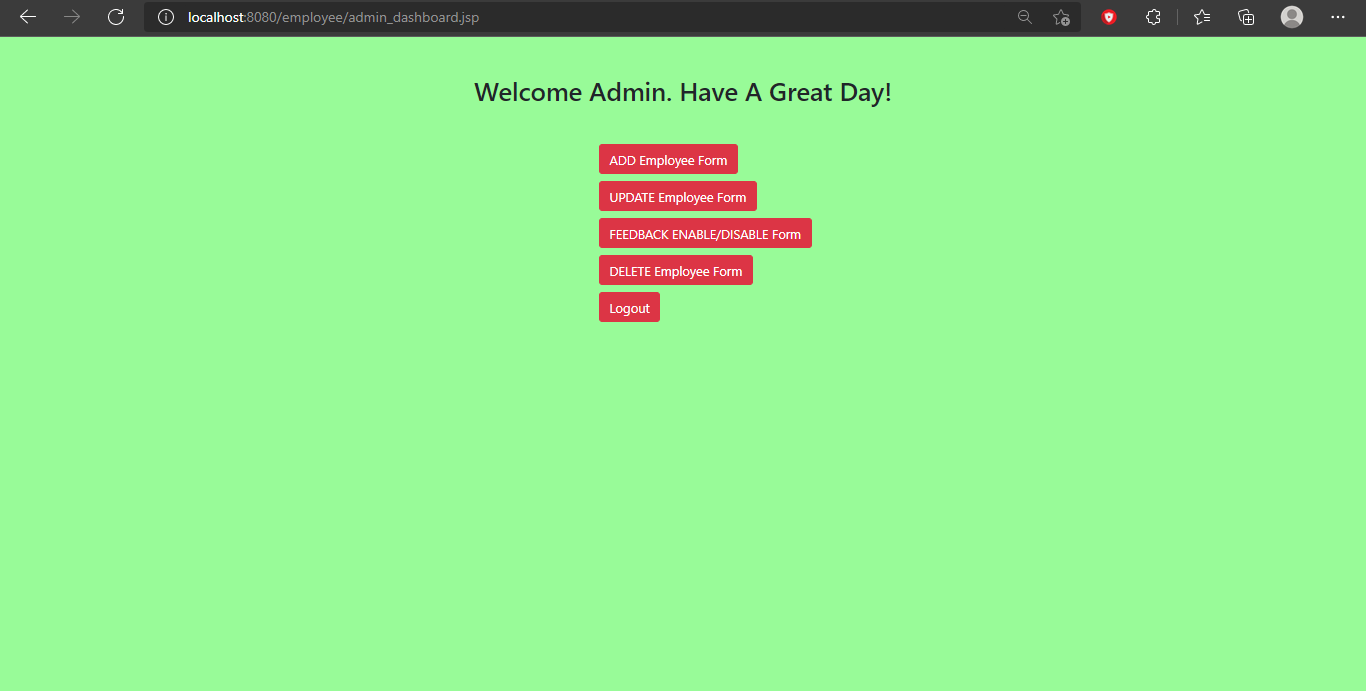 localhost:8080/employee/admin_dashboard.jsp
Welcome Admin. Have A Great Day!
ADD Employee Form
UPDATE Employee Form
FEEDBACK ENABLE/DISABLE Form
DELETE Employee Form
Logout